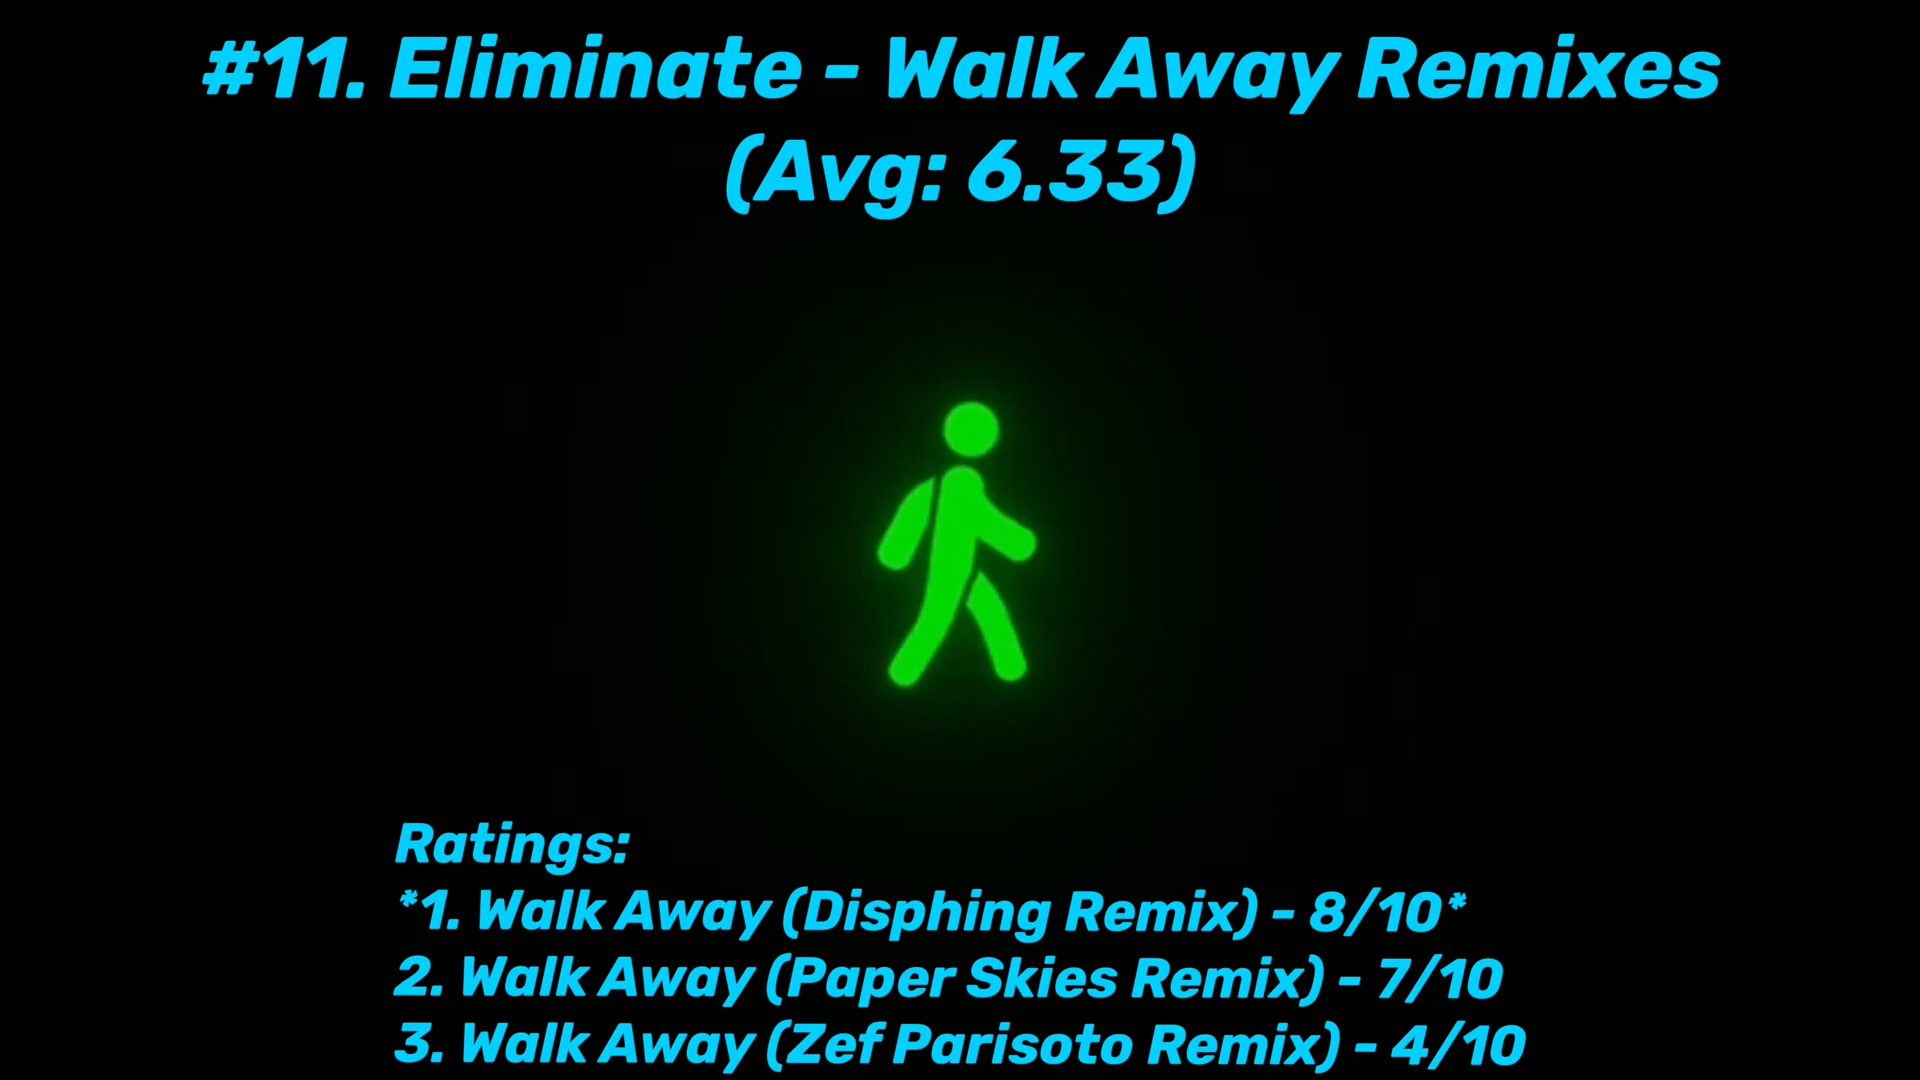 #11. Eliminate - Walk Away Remixes
(Avg: 6.33)
Ratings:
*1. Walk Away (Disphing Remix) - 8/10*
2. Walk Away (Paper Skies Remix) - 7/10
3. Walk Away (Zef Parisoto Remix) - 4/10